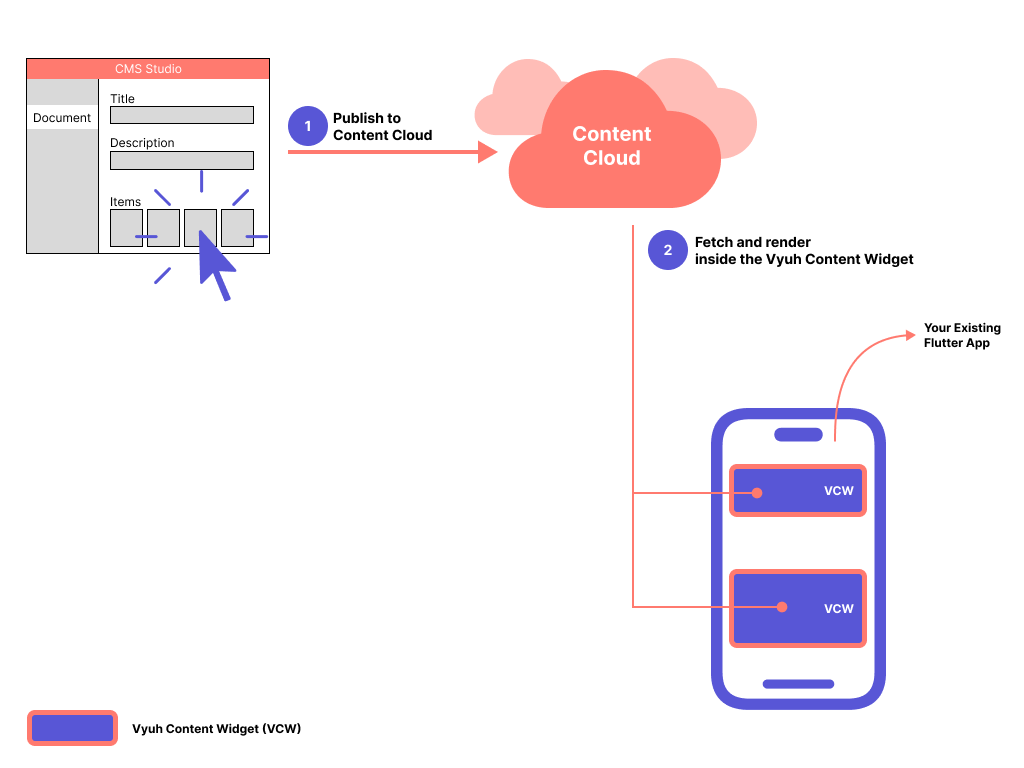 CMS Studio
Document
Title
Description
Items
1
Publish to
Content Cloud
Content
Cloud
2
Fetch and render
inside the Vyuh Content Widget
Your Existing
Flutter App
VCW
VCW
Vyuh Content Widget (VCW)